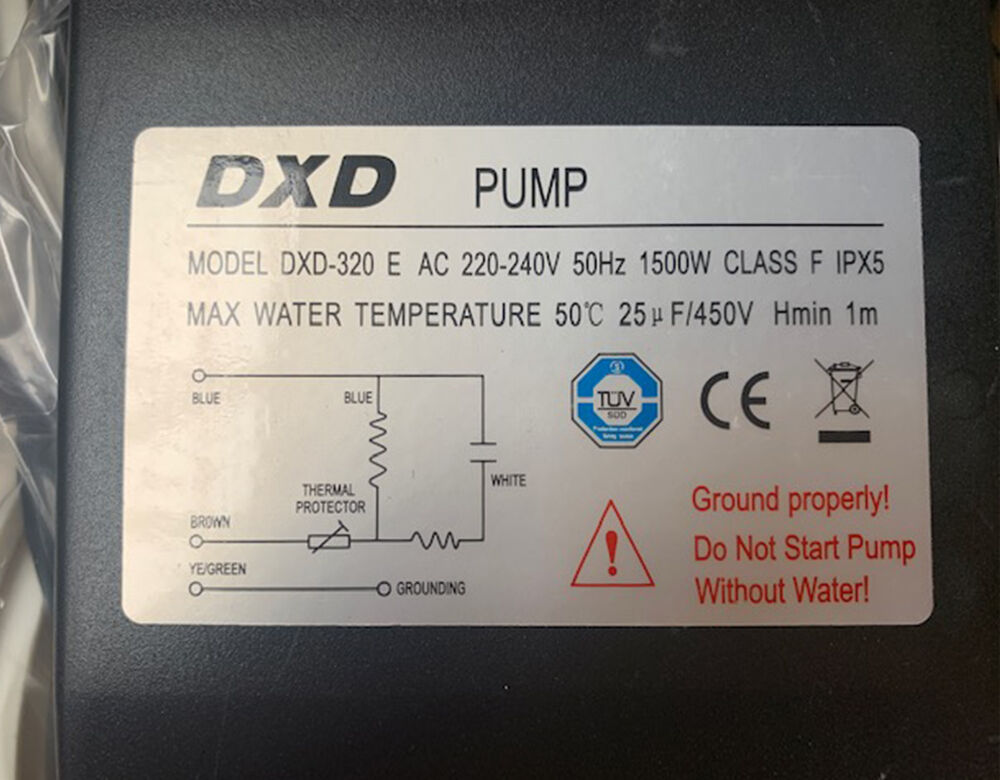 DXD PUMP
MODEL DXD-320 E AC 220-240V 50Hz 1500W CLASS F IPX5
MAX WATER TEMPERATURE 50℃ 25μF/450V Hmin 1m
BLUE
BLUE
WHITE
THERMAL
PROTECTOR
BROWN
YE/GREEN
GROUNDING
TÜV
SÜD
CE
Ground properly!
Do Not Start Pump
Without Water!